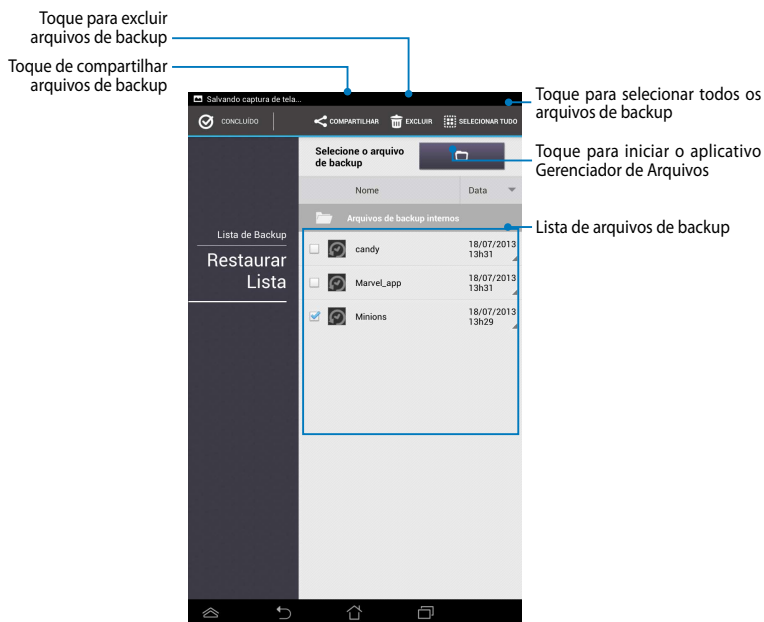 Toque para excluir
arquivos de backup
Toque de compartilhar
arquivos de backup
Toque para selecionar todos os
arquivos de backup
Toque para iniciar o aplicativo
Gerenciador de Arquivos
Lista de arquivos de backup
Salvando captura de tela...
CONCLUÍDO
COMPARTILHAR
EXCLUIR
SELECIONAR TUDO
Lista de Backup
Restaurar
Lista
Selecione o arquivo
de backup
Nome
Data
Arquivos de backup internos
candy
18/07/2013
13h31
Marvel_app
18/07/2013
13h31
Minions
18/07/2013
13h29